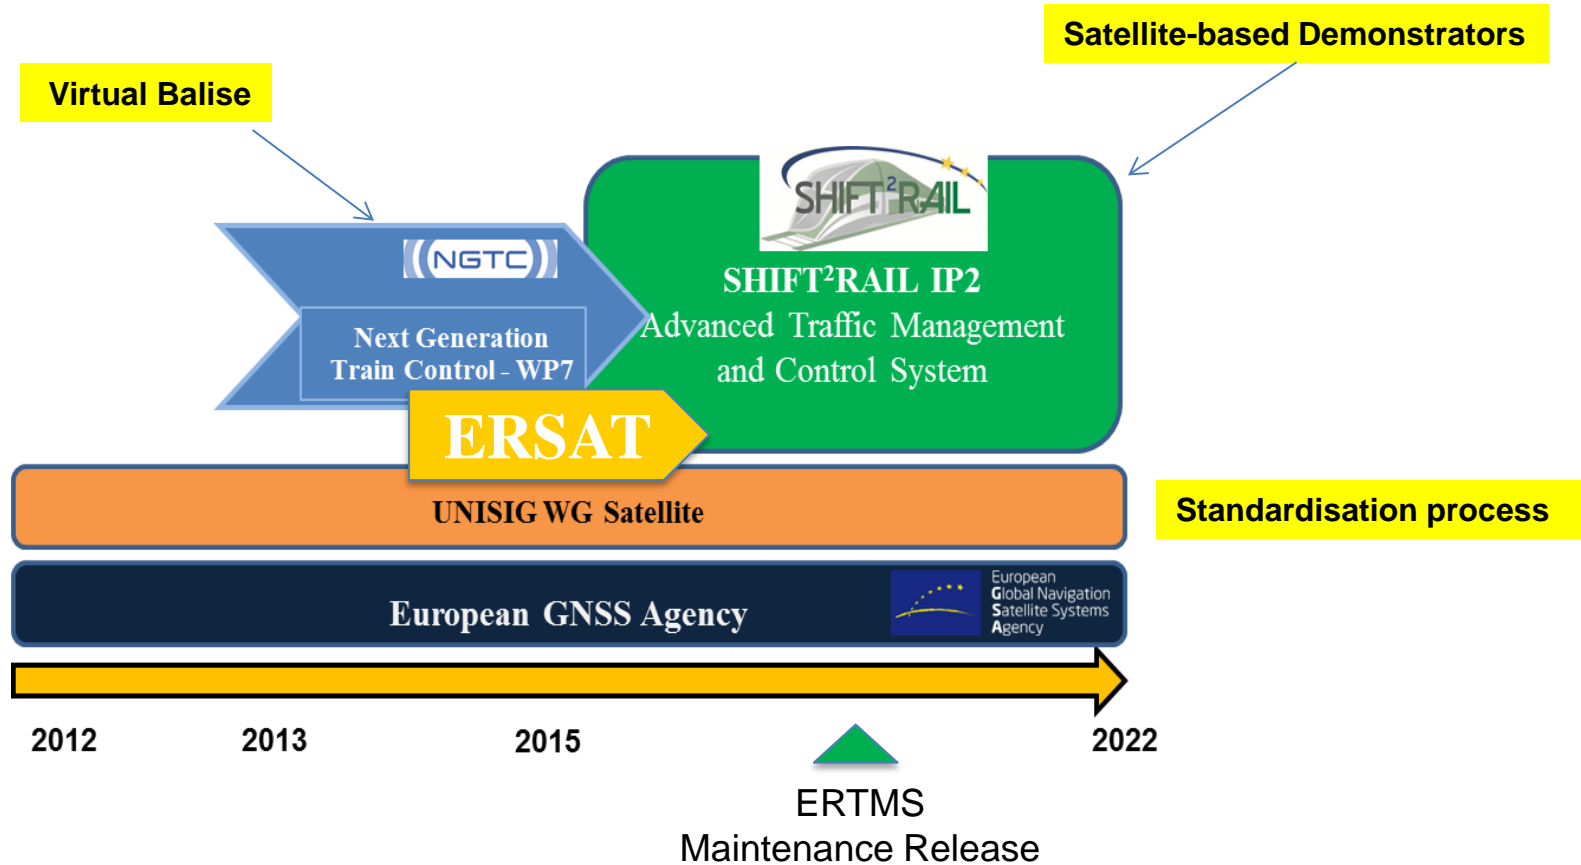 Satellite-based Demonstrators
Virtual Balise
SHIFT²RAIL
((NGTC))
SHIFT²RAIL IP2
Advanced Traffic Management
and Control System
Next Generation
Train Control - WP7
ERSAT
UNISIG WG Satellite
Standardisation process
European GNSS Agency
European
Global Navigation
Satellite Systems
Agency
2012
2013
2015
2022
ERTMS
Maintenance Release